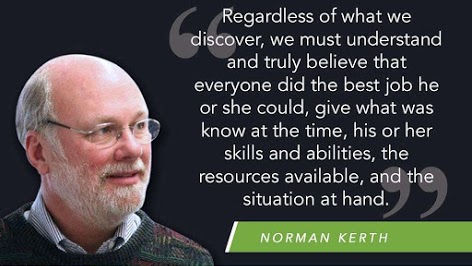 Regardless of what we
discover, we must understand
and truly believe that
everyone did the best job he
or she could, give what was
know at the time, his or her
skills and abilities, the
resources available, and the
situation at hand.
NORMAN KERTH